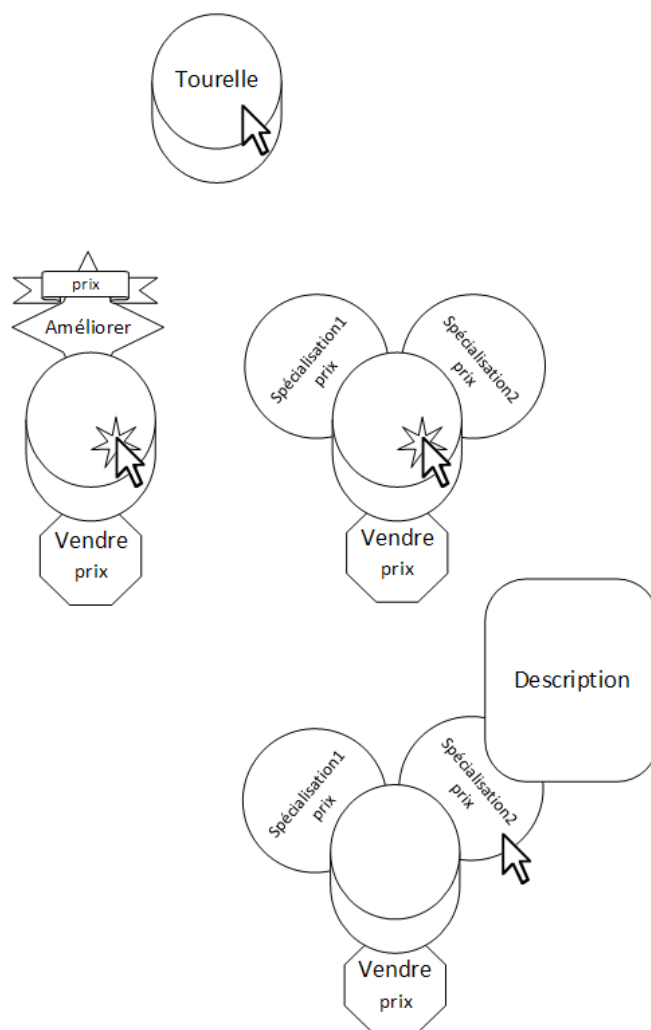 Tourelle
prix
Améliorer
Vendre
prix
Spécialisation1
prix
Spécialisation2
prix
Vendre
prix
Description
Spécialisation1
prix
Spécialisation2
prix
Vendre
prix